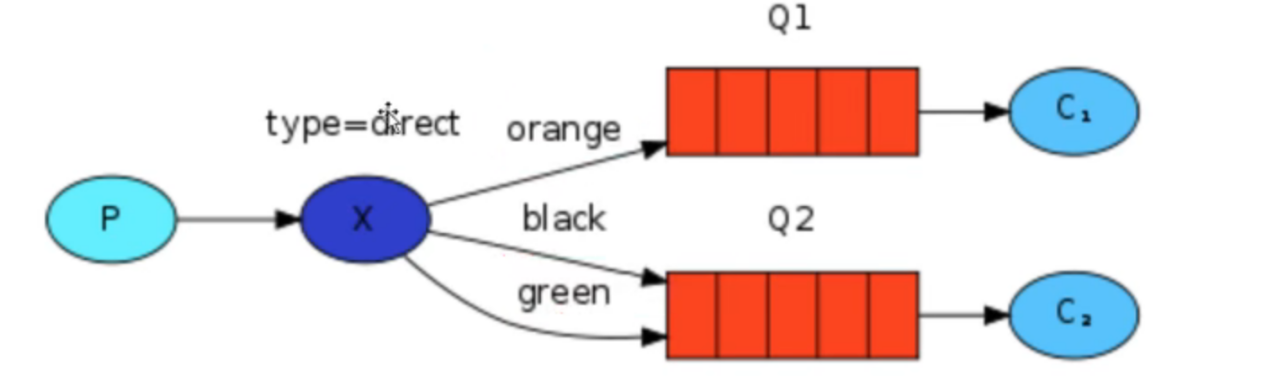 Q1
type=direct
orange
C₁
P
X
black
Q2
green
C₂